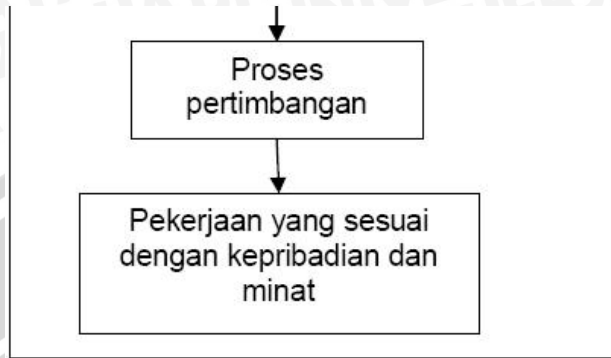 Proses
pertimbangan
Pekerjaan yang sesuai
dengan kepribadian dan
minat